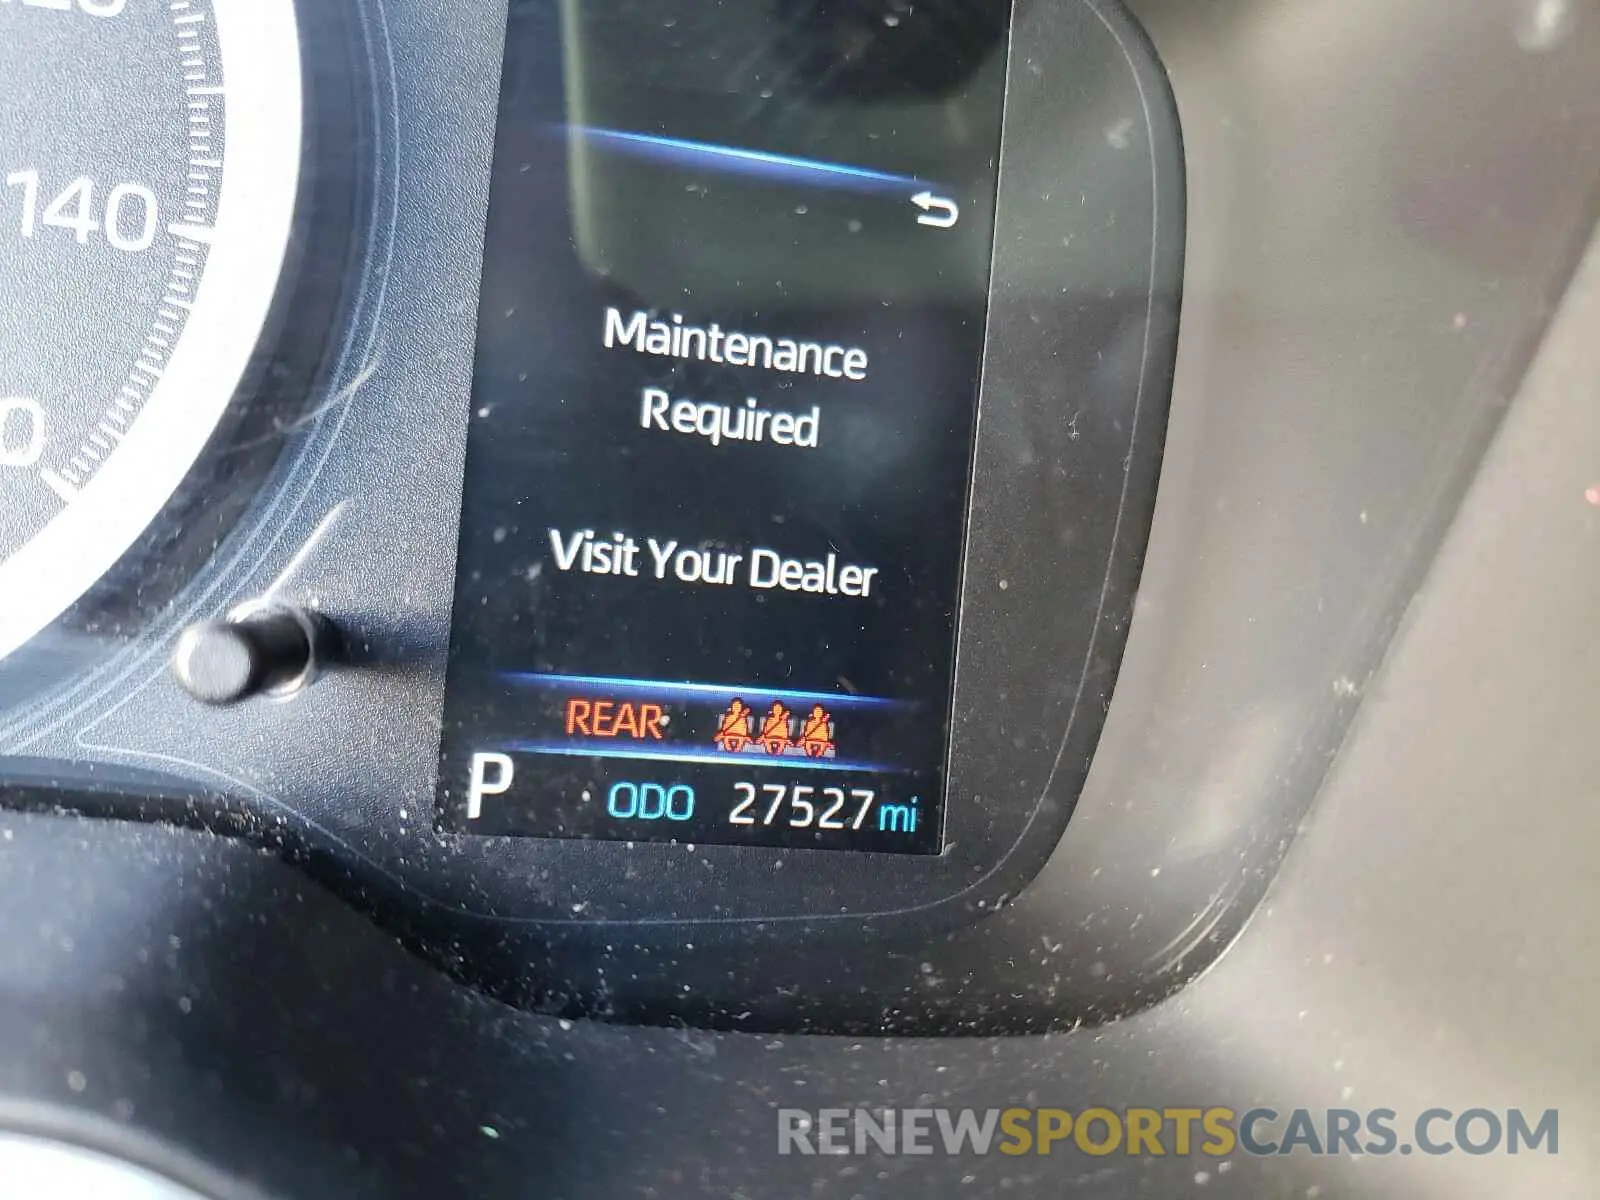 140
Maintenance
Required
Visit Your Dealer
REAR
P ODO 27527 mi
RENEWSPORTSCARS.COM